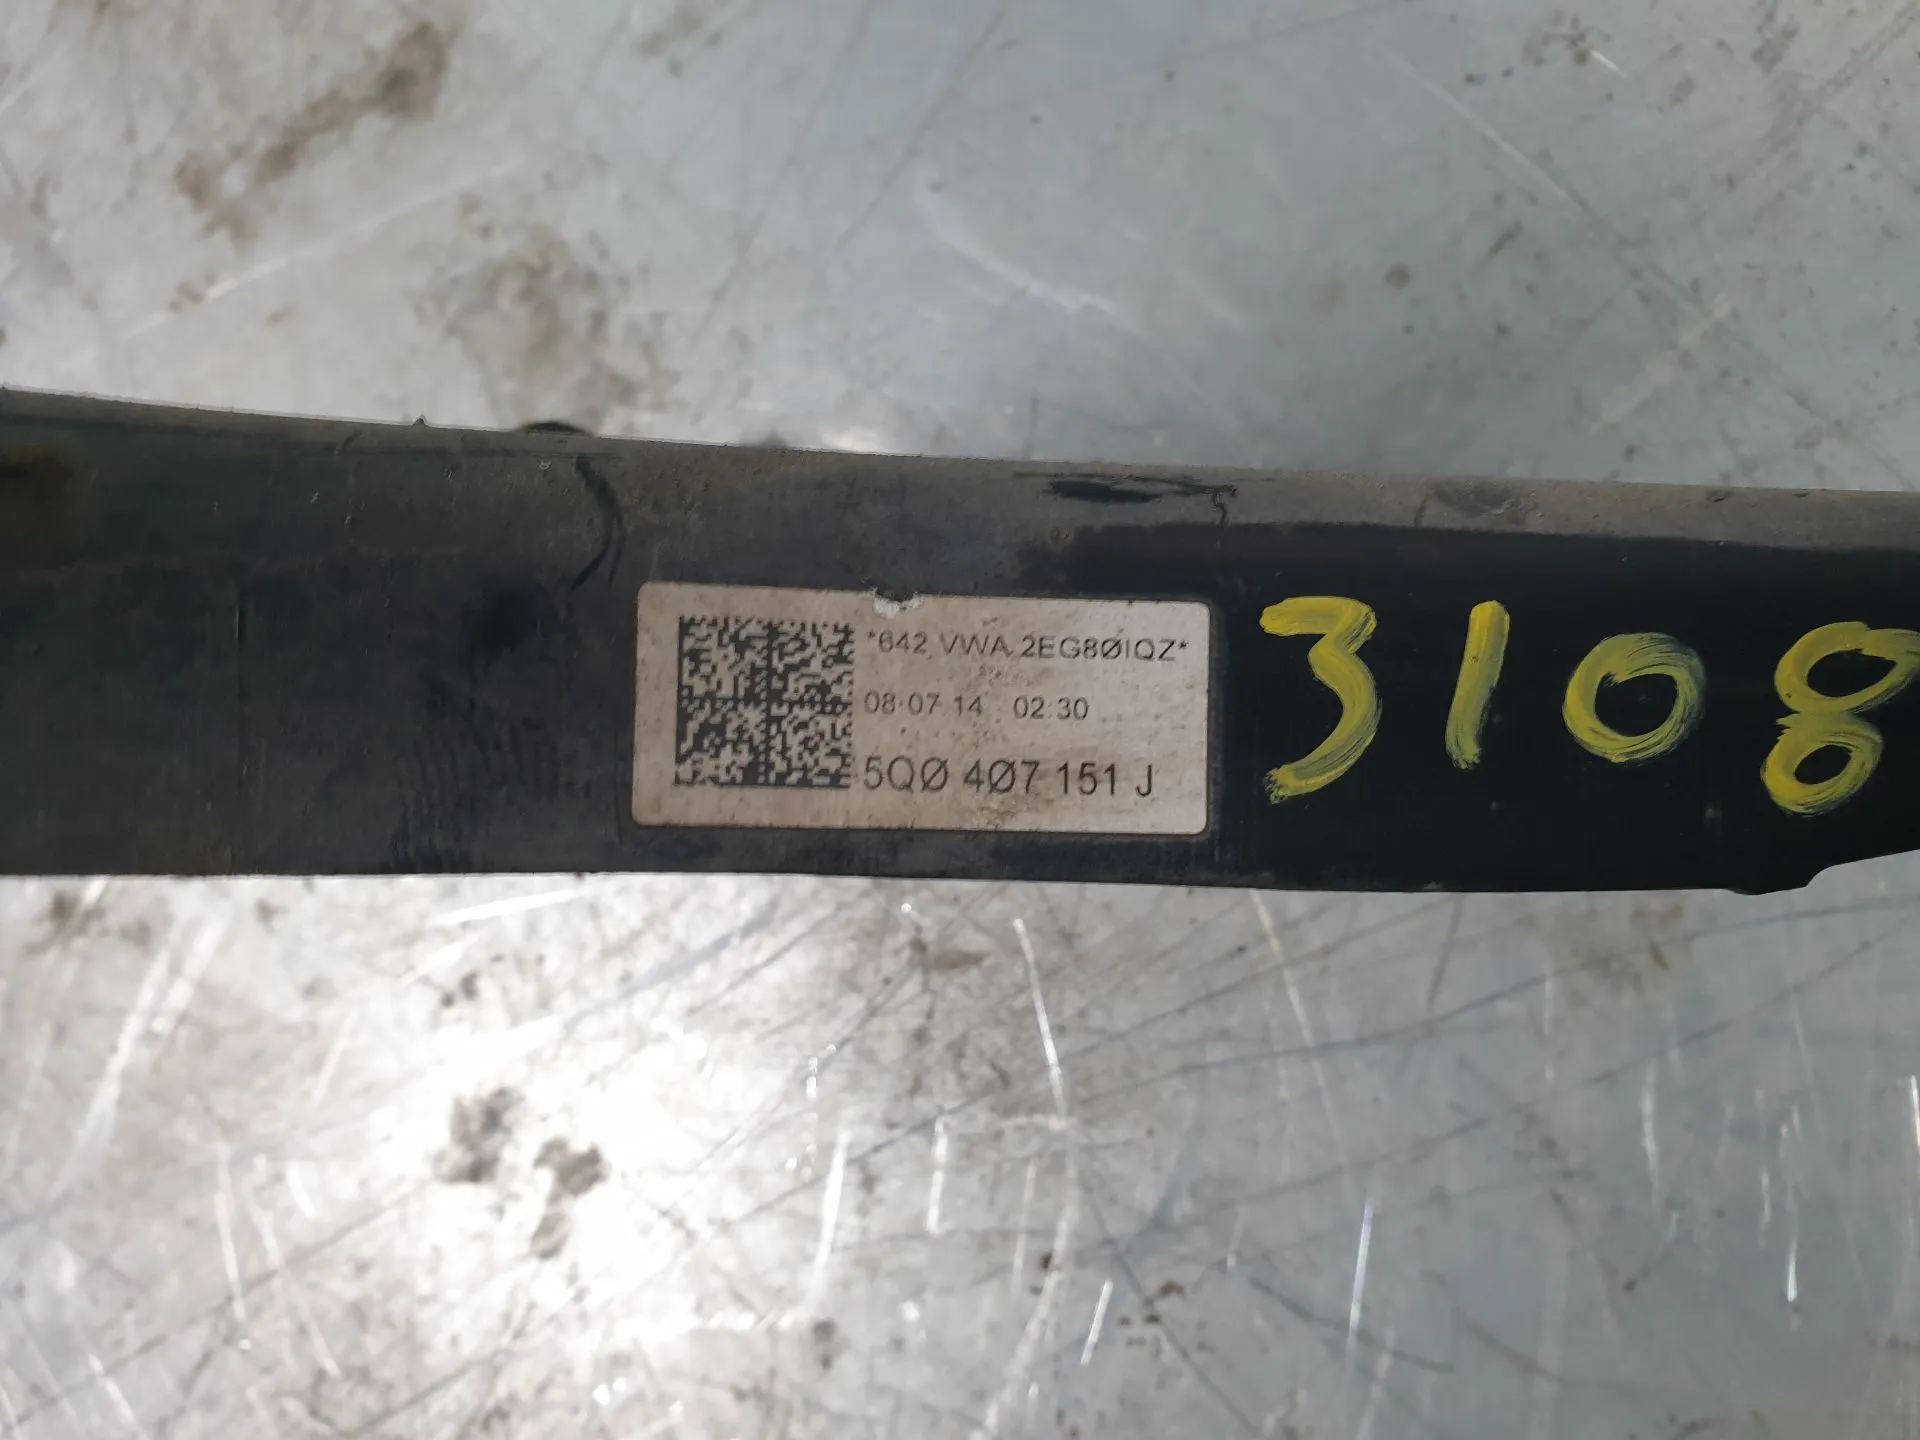 *642 VWA 2EG8ØIQZ*
08.07.14 02:30
5QØ 4Ø7 151 J
3108